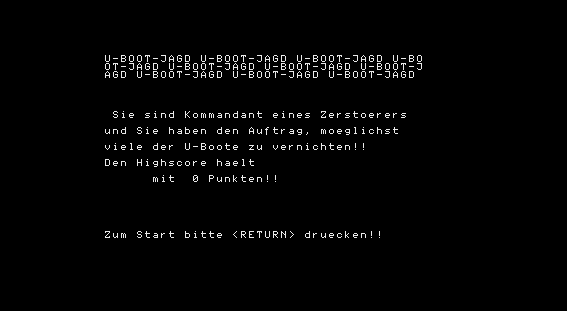 U-BOOT-JAGD U-BOOT-JAGD U-BOOT-JAGD U-BO
OT-JAGD U-BOOT-JAGD U-BOOT-JAGD U-BOOT-J
AGD U-BOOT-JAGD U-BOOT-JAGD U-BOOT-JAGD
Sie sind Kommandant eines Zerstoerers
und Sie haben den Auftrag, moeglichst
viele der U-Boote zu vernichten!!
Den Highscore haelt
mit 0 Punkten!!
Zum Start bitte <RETURN> druecken!!